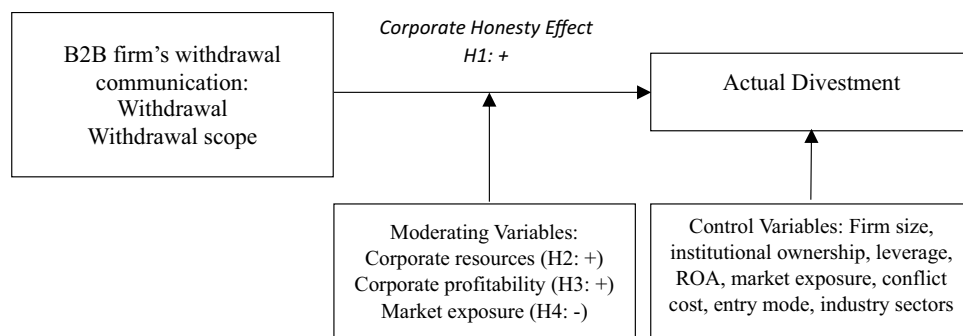 B2B firm's withdrawal
communication:
Withdrawal
Withdrawal scope
Corporate Honesty Effect
H1: +
Actual Divestment
Moderating Variables:
Corporate resources (H2: +)
Corporate profitability (H3: +)
Market exposure (H4: -)
Control Variables: Firm size,
institutional ownership, leverage,
ROA, market exposure, conflict
cost, entry mode, industry sectors